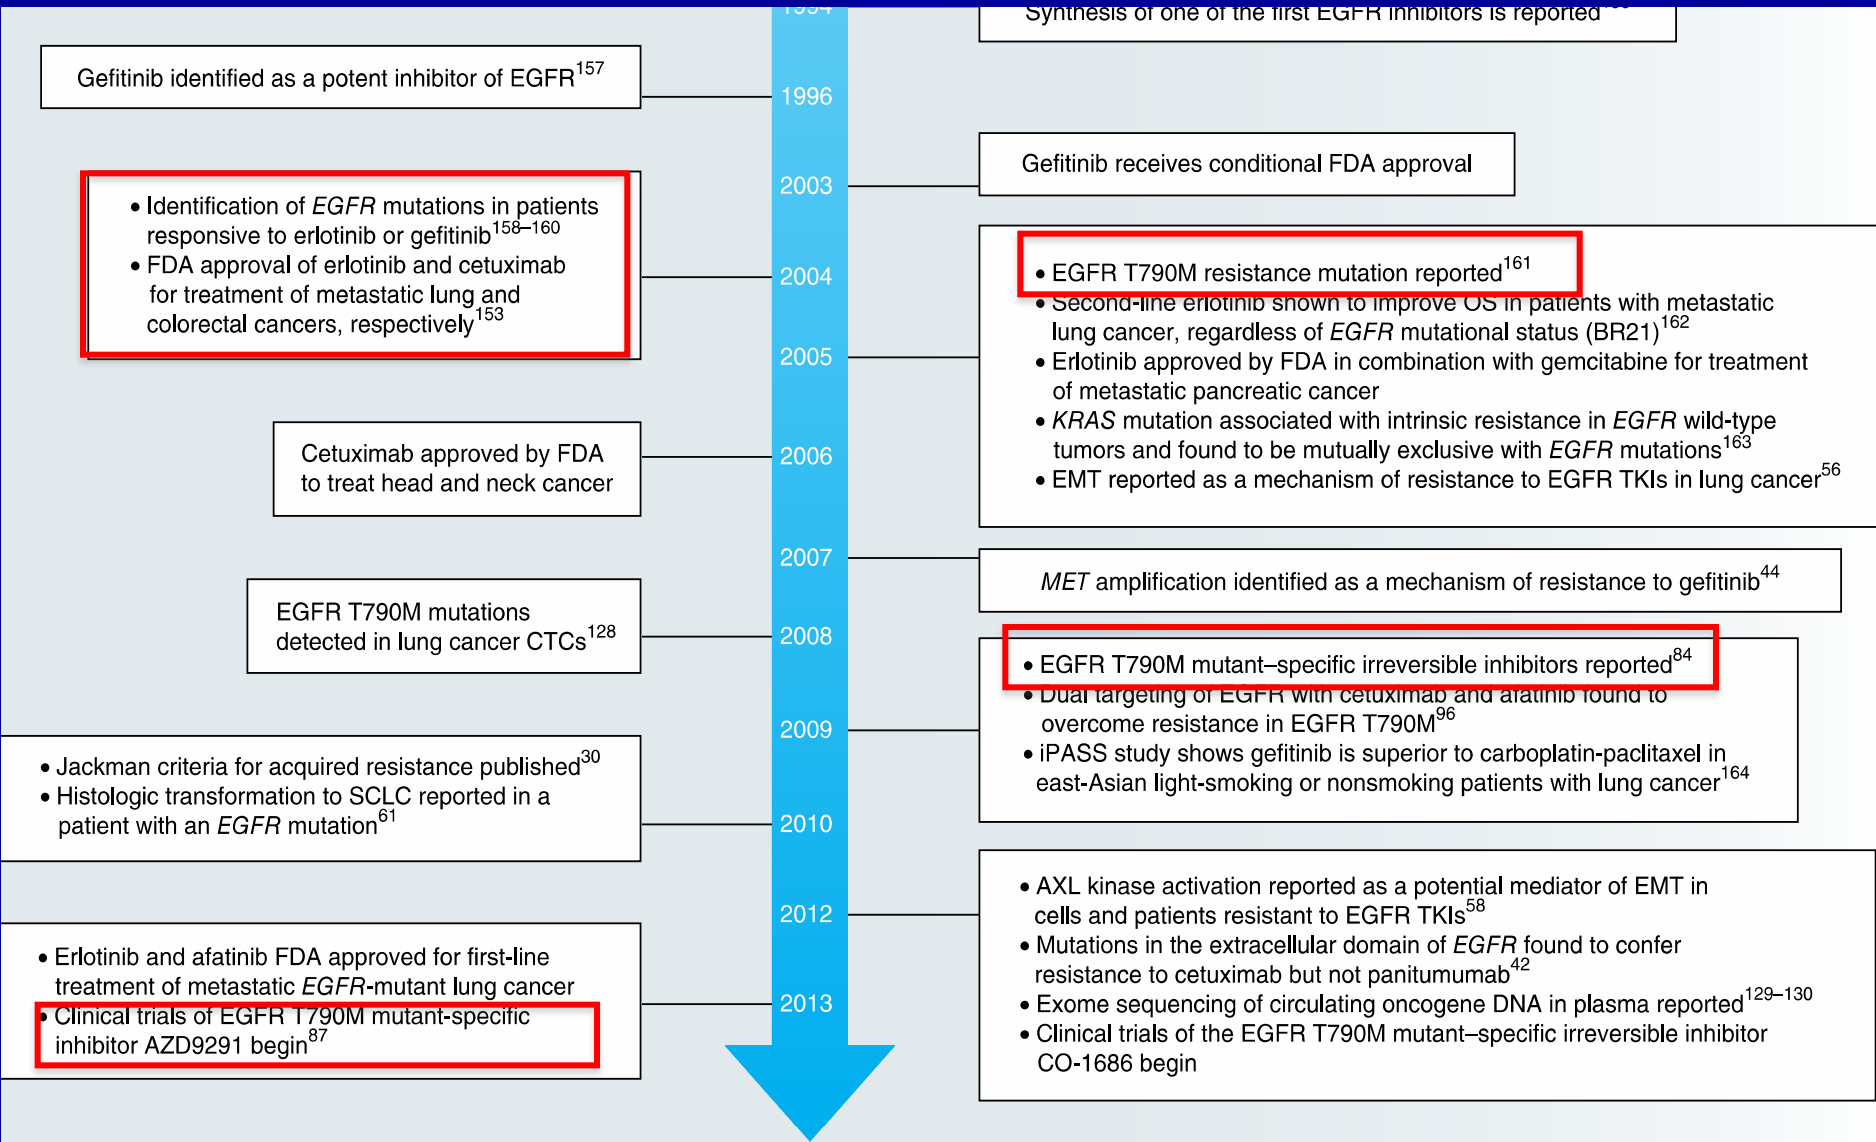 1994
Synthesis of one of the first EGFR inhibitors is reported
Gefitinib identified as a potent inhibitor of EGFR157
1996
Gefitinib receives conditional FDA approval
2003
• Identification of EGFR mutations in patients
responsive to erlotinib or gefitinib158–160
• FDA approval of erlotinib and cetuximab
for treatment of metastatic lung and
colorectal cancers, respectively153
2004
• EGFR T790M resistance mutation reported161
• Second-line erlotinib shown to improve OS in patients with metastatic
lung cancer, regardless of EGFR mutational status (BR21)162
• Erlotinib approved by FDA in combination with gemcitabine for treatment
of metastatic pancreatic cancer
• KRAS mutation associated with intrinsic resistance in EGFR wild-type
tumors and found to be mutually exclusive with EGFR mutations163
• EMT reported as a mechanism of resistance to EGFR TKIs in lung cancer56
2005
Cetuximab approved by FDA
to treat head and neck cancer
2006
2007
MET amplification identified as a mechanism of resistance to gefitinib44
EGFR T790M mutations
detected in lung cancer CTCs128
2008
• EGFR T790M mutant–specific irreversible inhibitors reported84
• Dual targeting of EGFR with cetuximab and afatinib found to
overcome resistance in EGFR T790M96
• iPASS study shows gefitinib is superior to carboplatin-paclitaxel in
east-Asian light-smoking or nonsmoking patients with lung cancer164
2009
• Jackman criteria for acquired resistance published30
• Histologic transformation to SCLC reported in a
patient with an EGFR mutation61
2010
• AXL kinase activation reported as a potential mediator of EMT in
cells and patients resistant to EGFR TKIs58
• Mutations in the extracellular domain of EGFR found to confer
resistance to cetuximab but not panitumumab42
• Exome sequencing of circulating oncogene DNA in plasma reported129–130
• Clinical trials of the EGFR T790M mutant–specific irreversible inhibitor
CO-1686 begin
2012
• Erlotinib and afatinib FDA approved for first-line
treatment of metastatic EGFR-mutant lung cancer
• Clinical trials of EGFR T790M mutant-specific
inhibitor AZD9291 begin87
2013